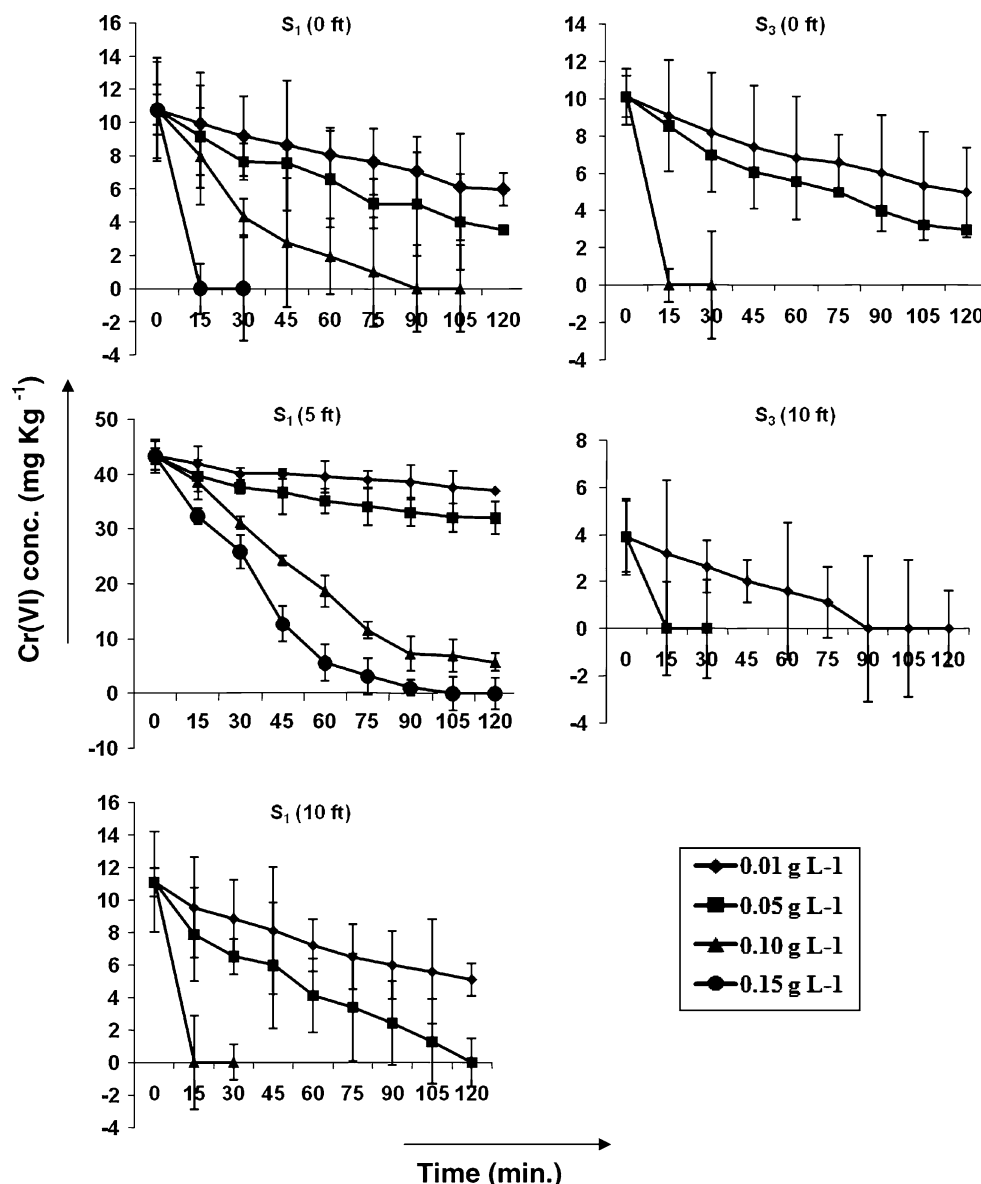 S1 (0 ft)
16
14
12
10
8
6
4
2
0
-2
-4
0 15 30 45 60 75 90 105 120
S3 (0 ft)
14
12
10
8
6
4
2
0
-2
-4
0 15 30 45 60 75 90 105 120
Cr(VI) conc. (mg Kg -1)
S1 (5 ft)
50
40
30
20
10
0
-10
0 15 30 45 60 75 90 105 120
S3 (10 ft)
8
6
4
2
0
-2
-4
0 15 30 45 60 75 90 105 120
S1 (10 ft)
16
14
12
10
8
6
4
2
0
-2
-4
0 15 30 45 60 75 90 105 120
0.01 g L-1
0.05 g L-1
0.10 g L-1
0.15 g L-1
Time (min.)